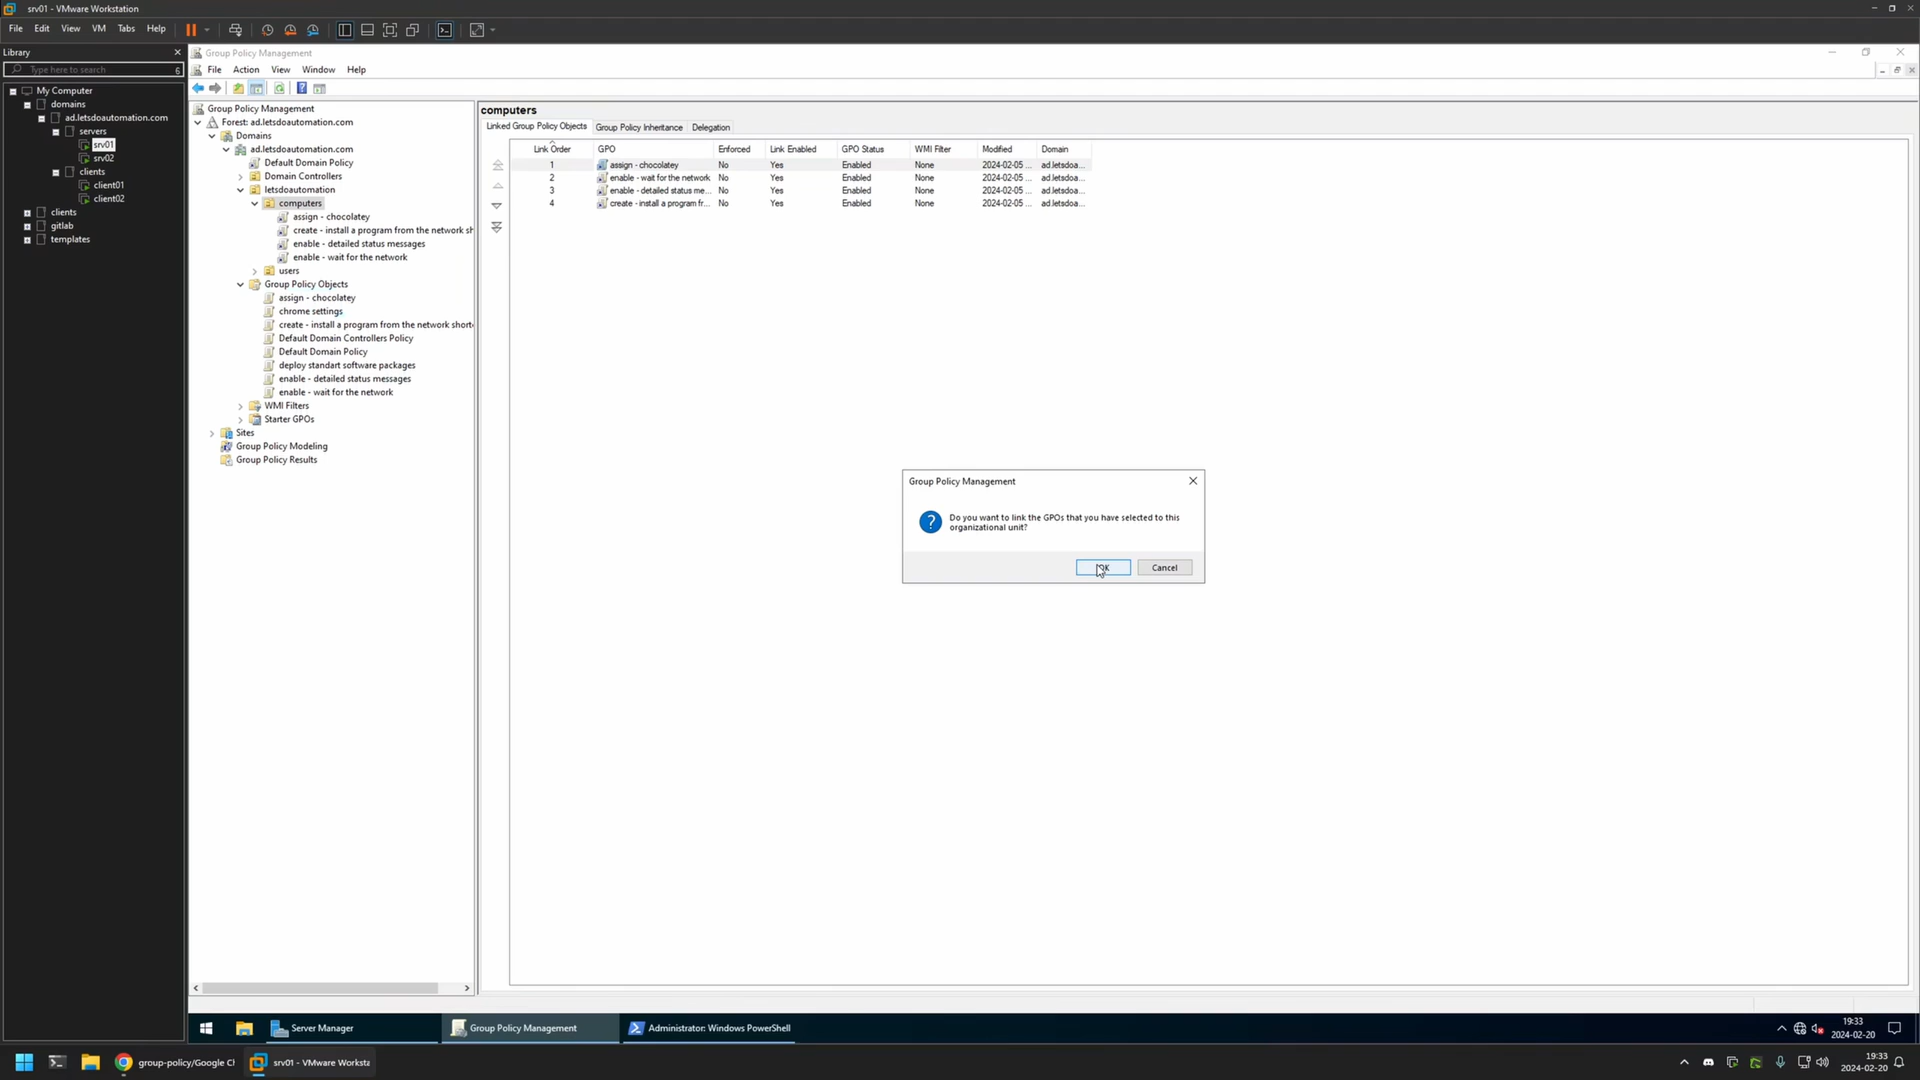 srv01 - VMware Workstation
File Edit View VM Tabs Help
Library
Type here to search
6
My Computer
domains
ad.letsdoautomation.com
servers
srv01
srv02
clients
client01
client02
clients
gitlab
templates
Group Policy Management
File Action View Window Help
Group Policy Management
Forest: ad.letsdoautomation.com
Domains
ad.letsdoautomation.com
Default Domain Policy
Domain Controllers
letsdoautomation
computers
assign - chocolatey
create - install a program from the network sh
enable - detailed status messages
enable - wait for the network
users
Group Policy Objects
assign - chocolatey
chrome settings
create - install a program from the network short
Default Domain Controllers Policy
Default Domain Policy
deploy standart software packages
enable - detailed status messages
enable - wait for the network
WMI Filters
Starter GPOs
Sites
Group Policy Modeling
Group Policy Results
computers
Linked Group Policy Objects Group Policy Inheritance Delegation
Link Order GPO Enforced Link Enabled GPO Status WMI Filter Modified Domain
1 assign - chocolatey No Yes Enabled None 2024-02-05 ... ad.letsdoa...
2 enable - wait for the network No Yes Enabled None 2024-02-05 ... ad.letsdoa...
3 enable - detailed status me... No Yes Enabled None 2024-02-05 ... ad.letsdoa...
4 create - install a program fr... No Yes Enabled None 2024-02-05 ... ad.letsdoa...
Group Policy Management
Do you want to link the GPOs that you have selected to this
organizational unit?
OK Cancel
Server Manager
Group Policy Management
Administrator: Windows PowerShell
19:33
2024-02-20
group-policy/Google Cl
srv01 - VMware Worksta
19:33
2024-02-20